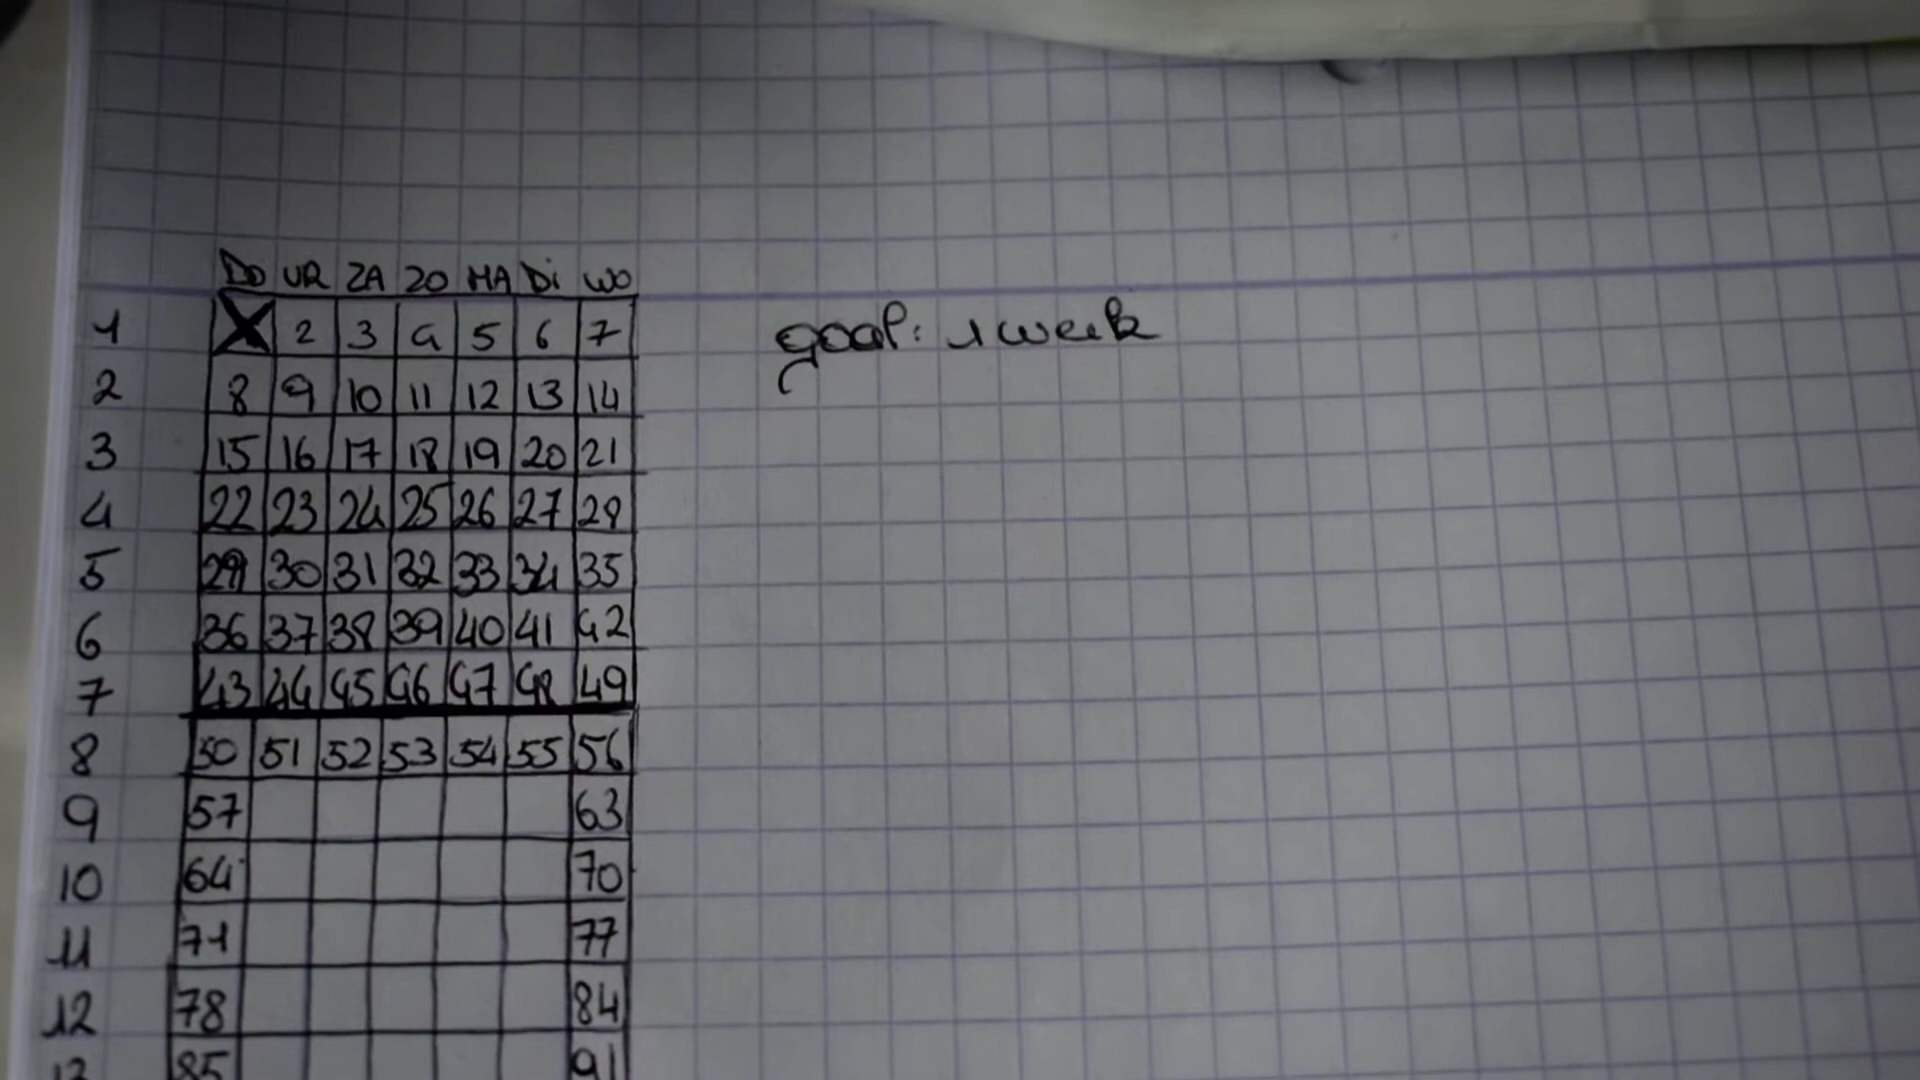 DO VR ZA ZO MA Di WO
1 X 2 3 4 5 6 7 goal: 1 week
2 8 9 10 11 12 13 14
3 15 16 17 18 19 20 21
4 22 23 24 25 26 27 28
5 29 30 31 32 33 34 35
6 36 37 38 39 40 41 42
7 43 44 45 46 47 48 49
8 50 51 52 53 54 55 56
9 57 63
10 64 70
11 71 77
12 78 84
13 85 91